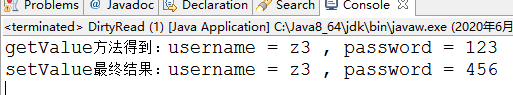 Problems @ Javadoc Declaration Search Console
<terminated> DirtyRead (1) [Java Application] C:\Java8_64\jdk\bin\javaw.exe (2020年6月
getValue方法得到：username = z3 , password = 123
setValue最终结果：username = z3 , password = 456